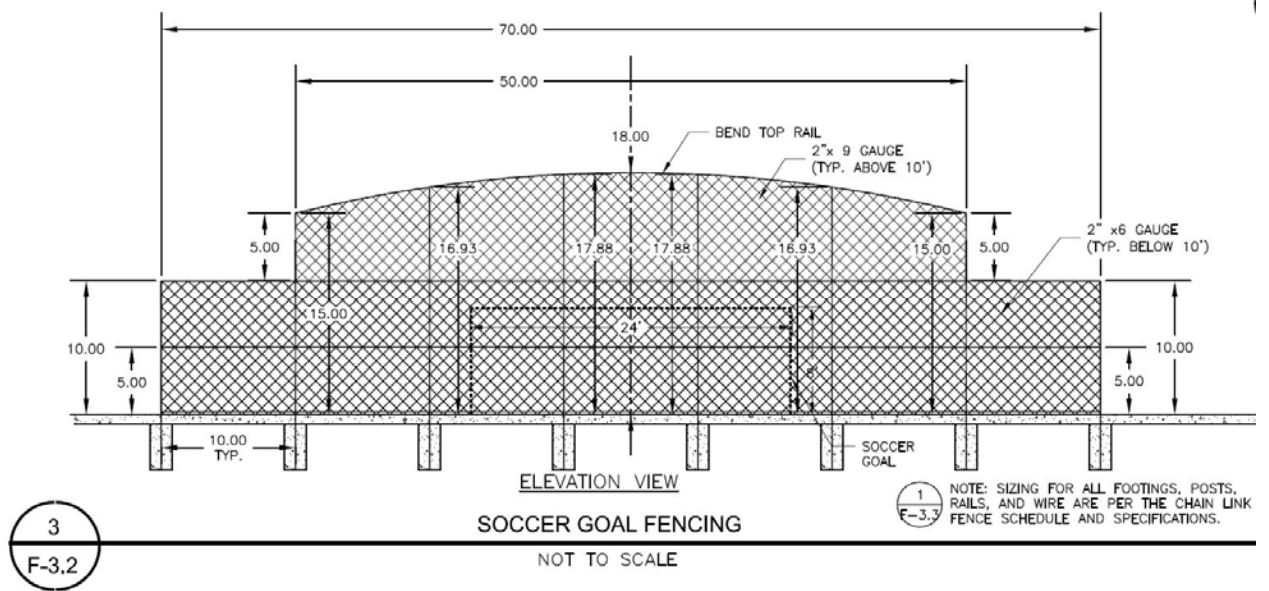 70.00
50.00
18.00
BEND TOP RAIL
2"x 9 GAUGE
(TYP. ABOVE 10')
5.00
16.93
17.88
17.88
16.93
15.00
5.00
2" x6 GAUGE
(TYP. BELOW 10')
15.00
24'
10.00
5.00
10.00
5.00
10.00
TYP.
SOCCER
GOAL
ELEVATION VIEW
1
F-3.3
NOTE: SIZING FOR ALL FOOTINGS, POSTS,
RAILS, AND WIRE ARE PER THE CHAIN LINK
FENCE SCHEDULE AND SPECIFICATIONS.
3
F-3.2
SOCCER GOAL FENCING
NOT TO SCALE